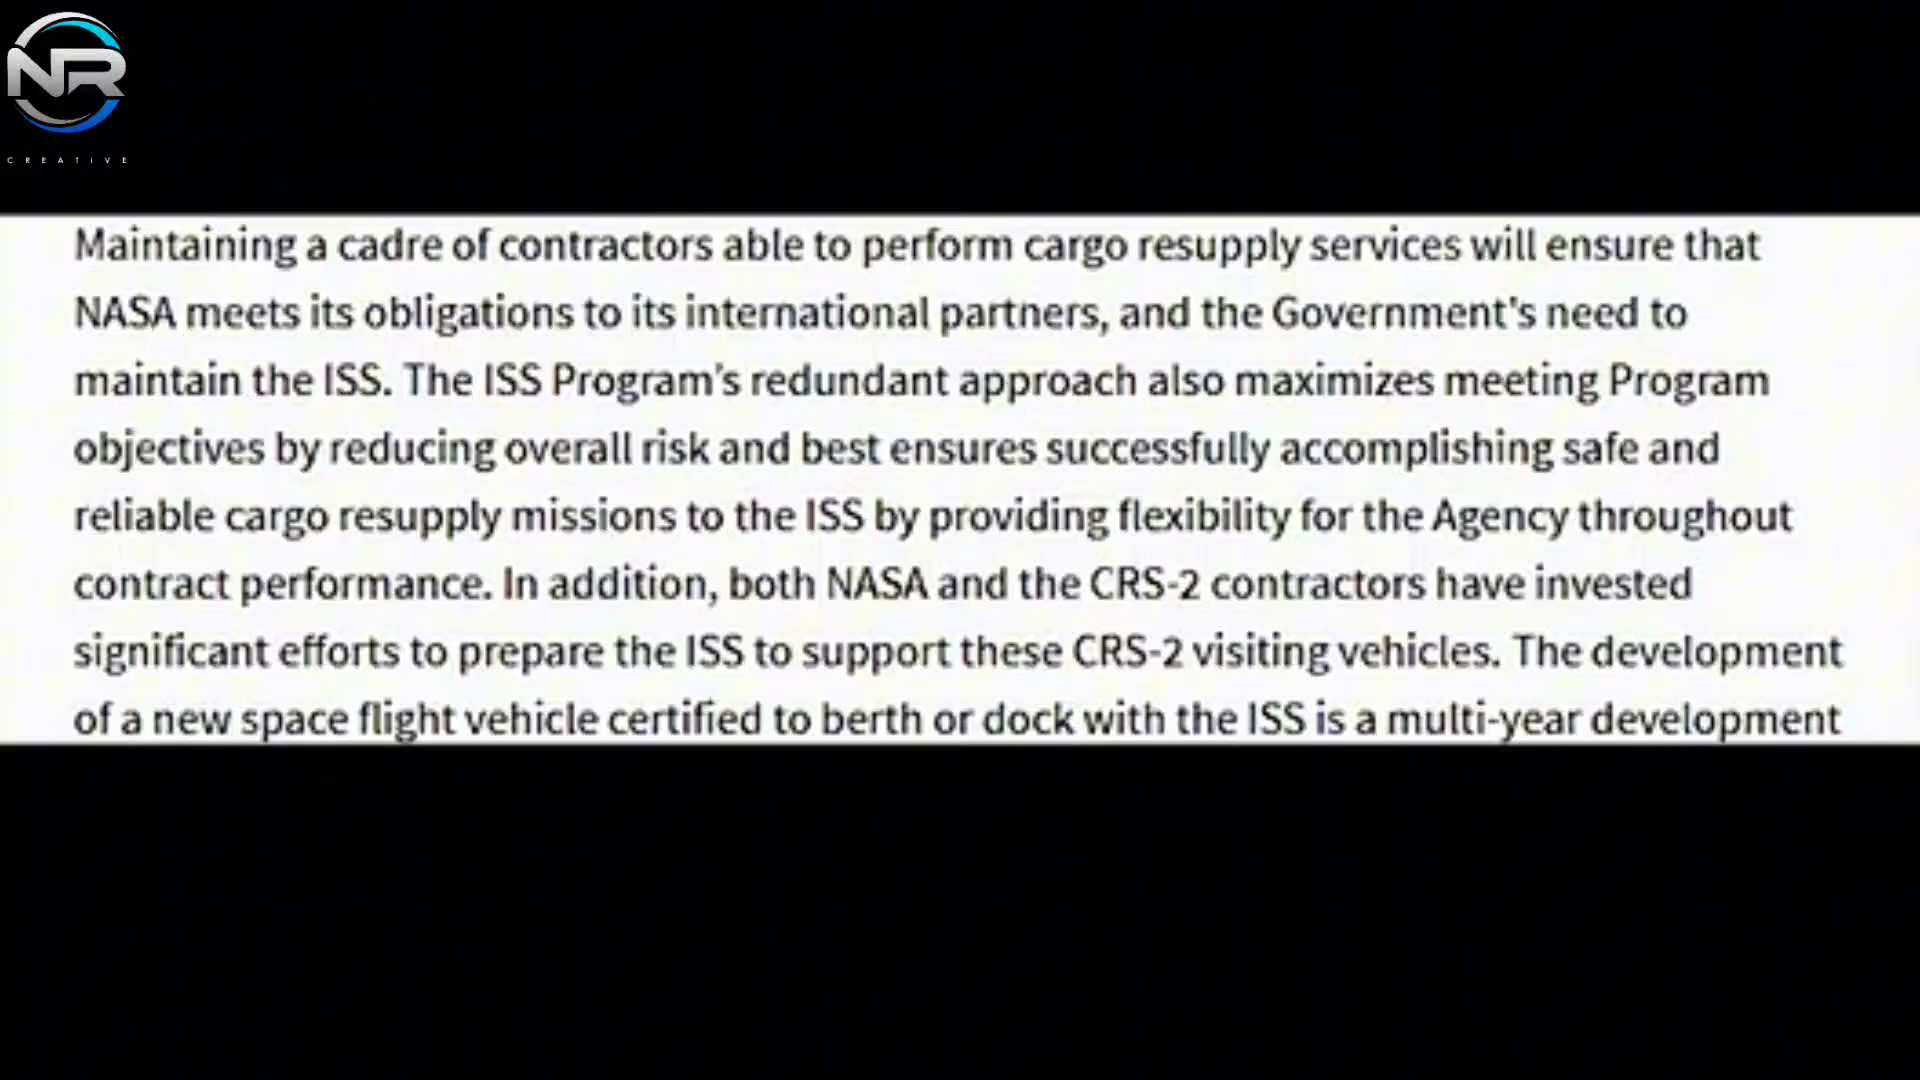 NR
CREATIVE
Maintaining a cadre of contractors able to perform cargo resupply services will ensure that
NASA meets its obligations to its international partners, and the Government's need to
maintain the ISS. The ISS Program's redundant approach also maximizes meeting Program
objectives by reducing overall risk and best ensures successfully accomplishing safe and
reliable cargo resupply missions to the ISS by providing flexibility for the Agency throughout
contract performance. In addition, both NASA and the CRS-2 contractors have invested
significant efforts to prepare the ISS to support these CRS-2 visiting vehicles. The development
of a new space flight vehicle certified to berth or dock with the ISS is a multi-year development